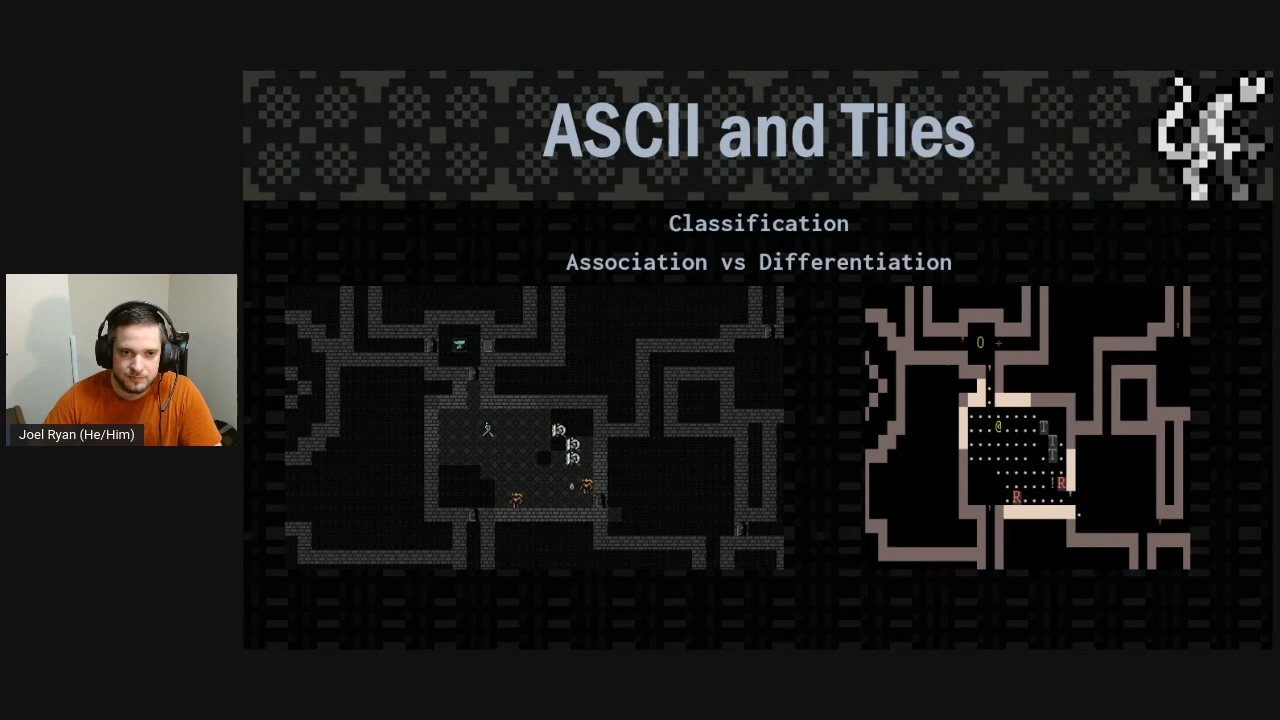 ASCII and Tiles
Classification
Association vs Differentiation
Joel Ryan (He/Him)
O +
@ T
T
T
! R
R